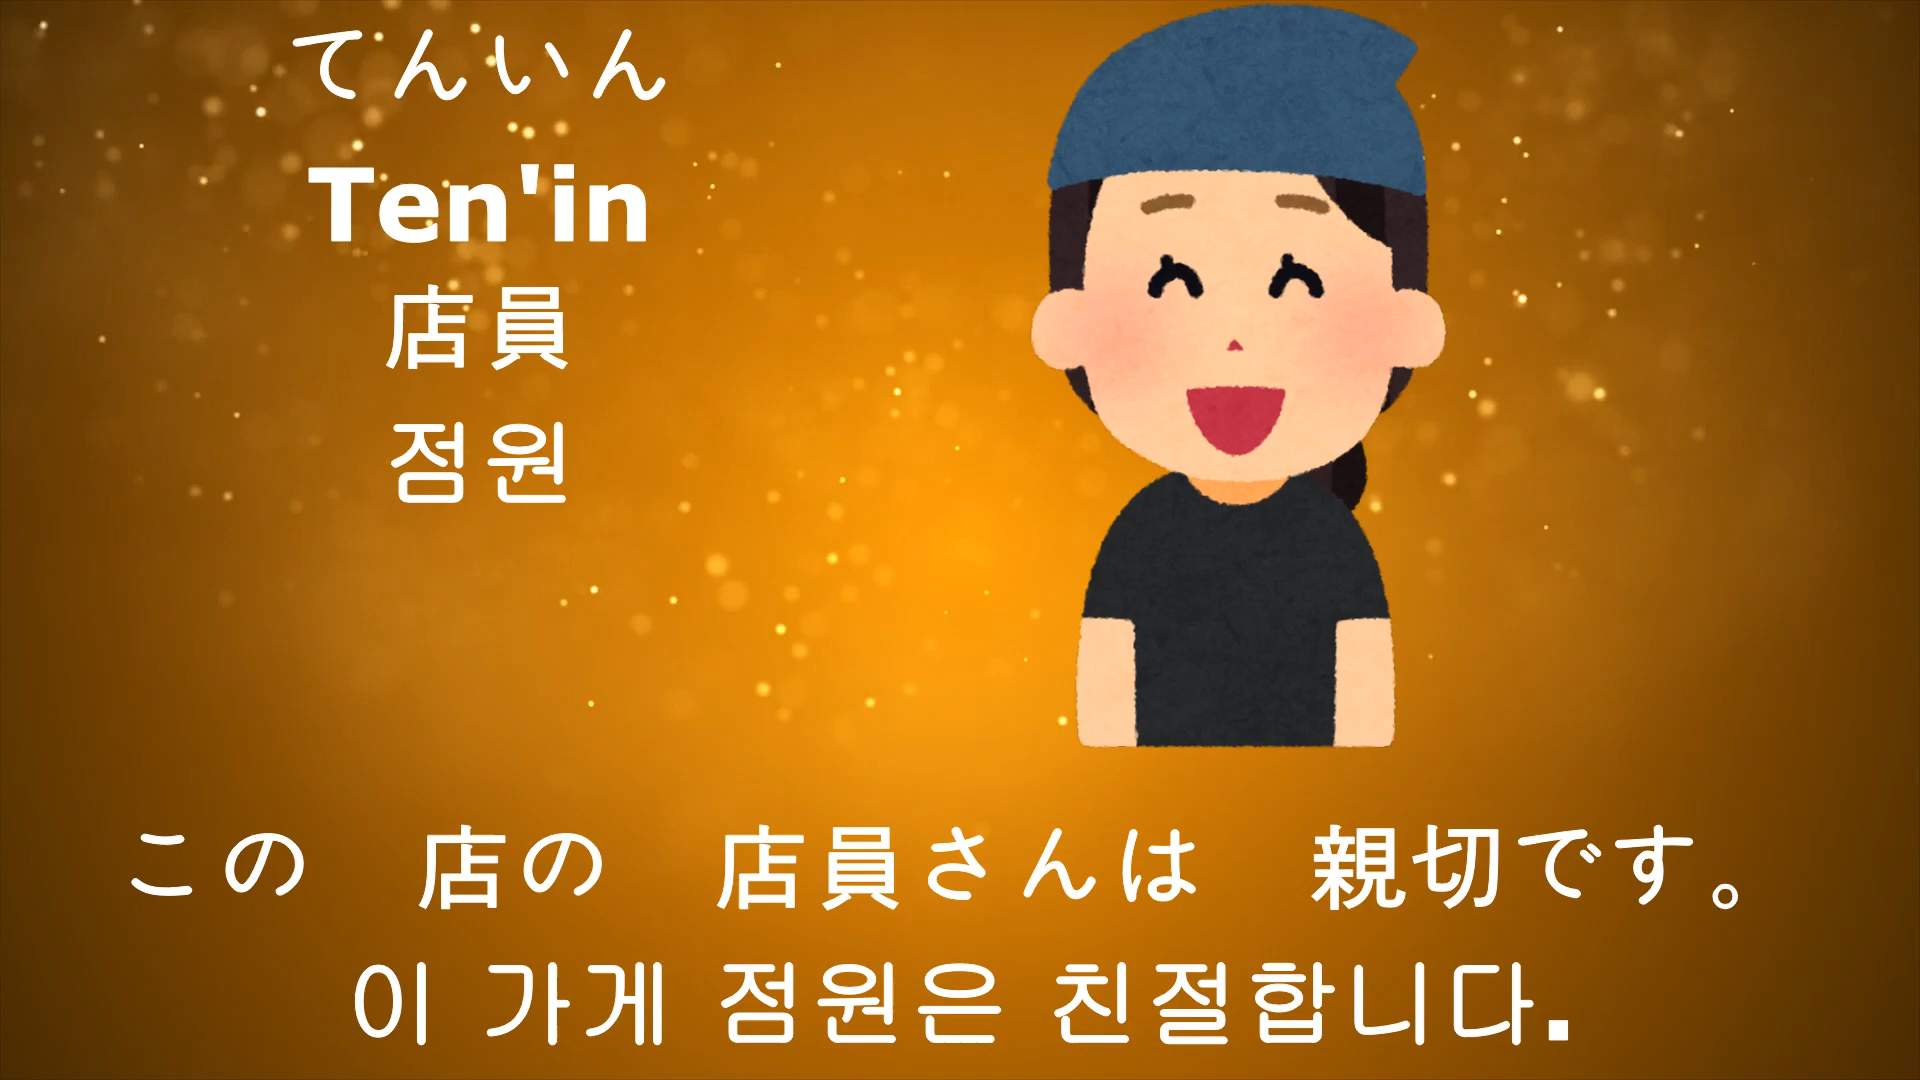 てんいん
Ten'in
店員
점원
この　店の　店員さんは　親切です。
이 가게 점원은 친절합니다.